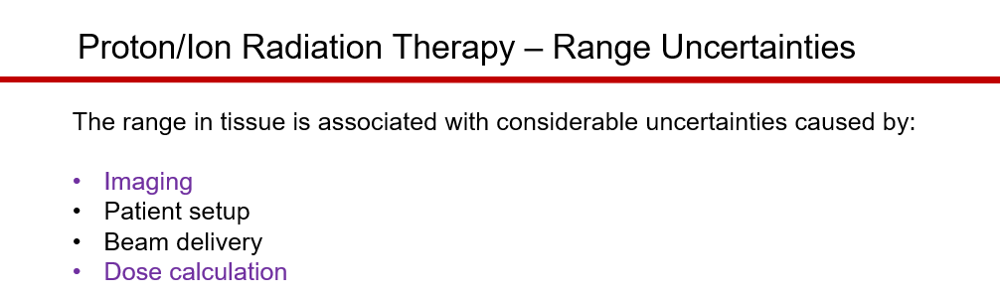 Proton/Ion Radiation Therapy – Range Uncertainties
The range in tissue is associated with considerable uncertainties caused by:
• Imaging
• Patient setup
• Beam delivery
• Dose calculation